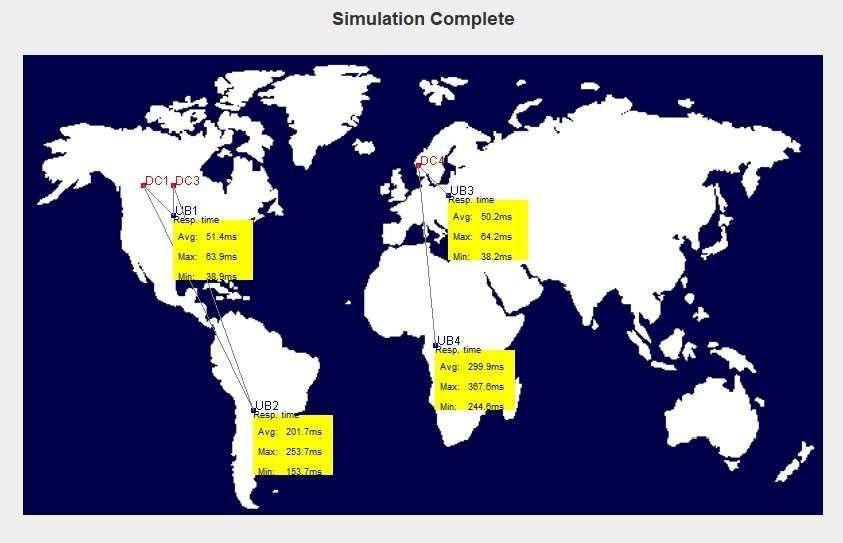 Simulation Complete
DC4
DC1 DC3
UB3
Resp. time
Avg: 50.2ms
Max: 64.2ms
Min: 38.2ms
UB1
Resp. time
Avg: 51.4ms
Max: 63.9ms
Min: 38.9ms
UB4
Resp. time
Avg: 299.9ms
Max: 367.6ms
Min: 244.6ms
UB2
Resp. time
Avg: 201.7ms
Max: 253.7ms
Min: 153.7ms